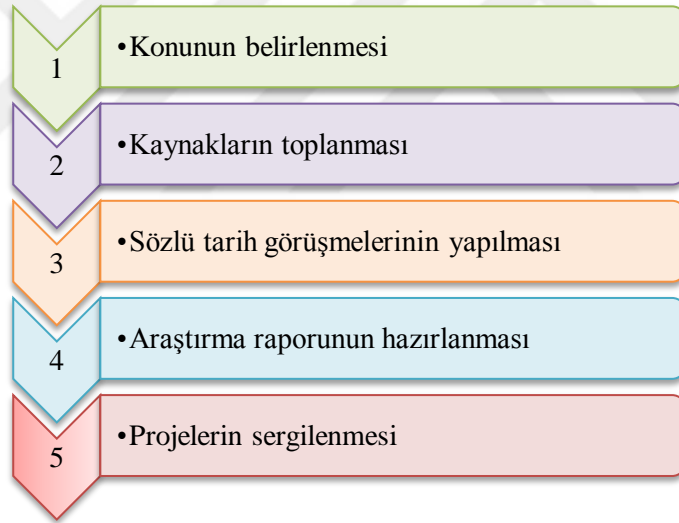 1
•Konunun belirlenmesi
2
•Kaynakların toplanması
3
•Sözlü tarih görüşmelerinin yapılması
4
•Araştırma raporunun hazırlanması
5
•Projelerin sergilenmesi